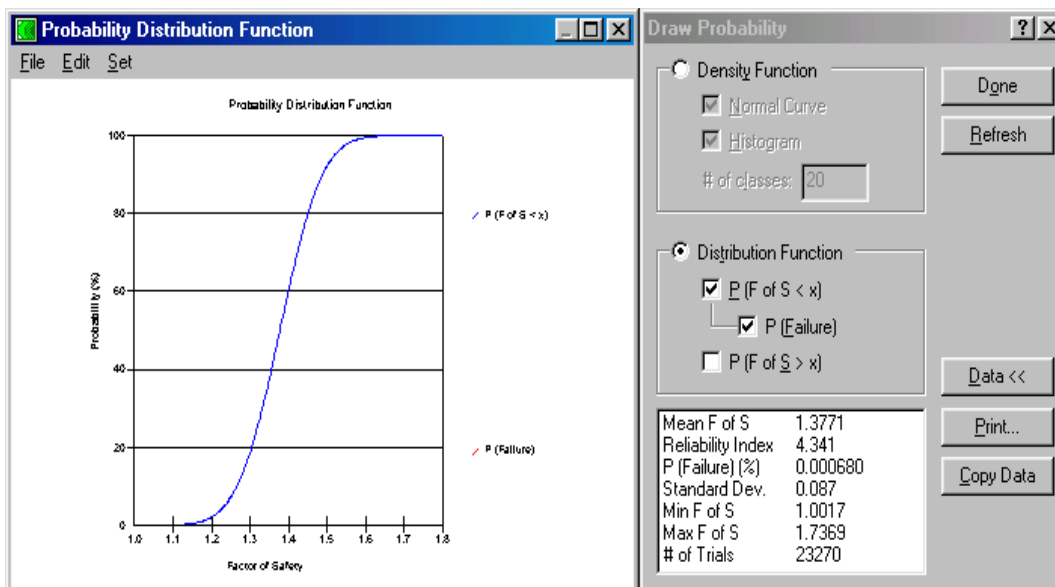 Probability Distribution Function
File Edit Set
Probability Distribution Function
100
80
60
40
20
0
Probability (%)
1.0 1.1 1.2 1.3 1.4 1.5 1.6 1.7 1.8
Factor of Safety
P (F of S < x)
P (Failure)
Draw Probability
Density Function
Normal Curve
Histogram
# of classes: 20
Distribution Function
P (F of S < x)
P (Failure)
P (F of S > x)
Mean F of S 1.3771
Reliability Index 4.341
P (Failure) (%) 0.000680
Standard Dev. 0.087
Min F of S 1.0017
Max F of S 1.7369
# of Trials 23270
Done
Refresh
Data <<
Print...
Copy Data